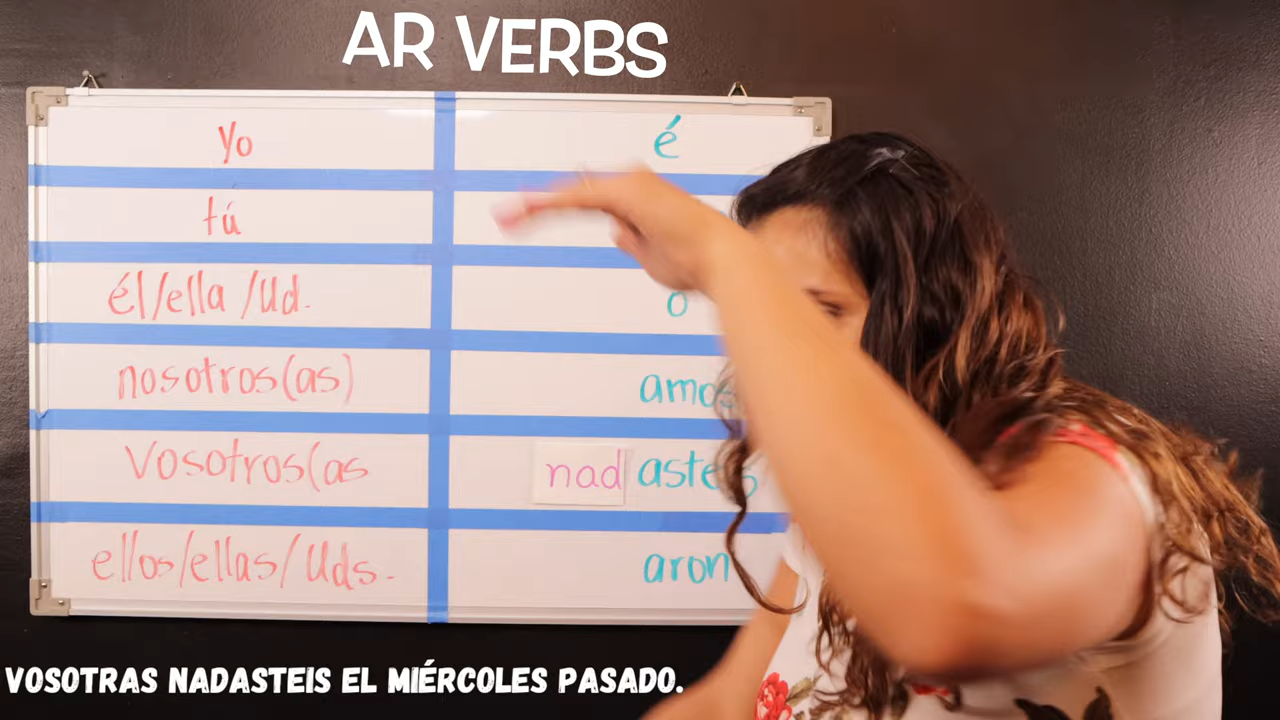 AR VERBS
yo é
tú
él/ella/Ud. ó
nosotros(as) amos
vosotros(as nad asteis
ellos/ellas/Uds. aron
VOSOTRAS NADASTEIS EL MIÉRCOLES PASADO.